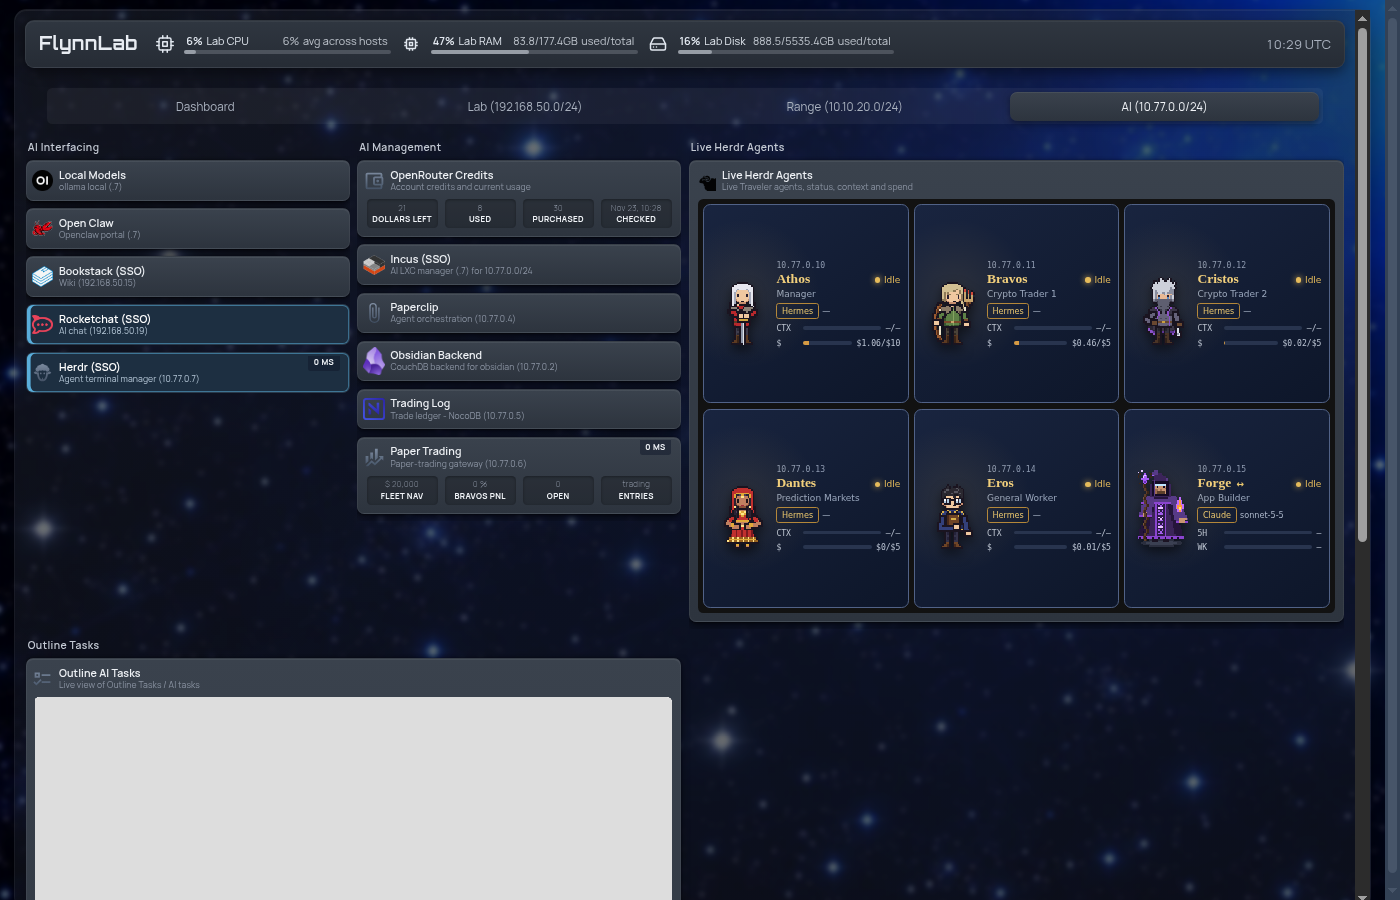 FlynnLab
6% Lab CPU 6% avg across hosts
47% Lab RAM 83.8/177.4GB used/total
16% Lab Disk 888.5/5535.4GB used/total
10:29 UTC
Dashboard
Lab (192.168.50.0/24)
Range (10.10.20.0/24)
AI (10.77.0.0/24)
AI Interfacing
Local Models
ollama local (.7)
Open Claw
Openclaw portal (.7)
Bookstack (SSO)
Wiki (192.168.50.15)
Rocketchat (SSO)
AI chat (192.168.50.19)
Herdr (SSO)
Agent terminal manager (10.77.0.7)
0 MS
AI Management
OpenRouter Credits
Account credits and current usage
21
DOLLARS LEFT
8
USED
30
PURCHASED
Nov 23, 10:28
CHECKED
Incus (SSO)
AI LXC manager (.7) for 10.77.0.0/24
Paperclip
Agent orchestration (10.77.0.4)
Obsidian Backend
CouchDB backend for obsidian (10.77.0.2)
Trading Log
Trade ledger - NocoDB (10.77.0.5)
Paper Trading
Paper-trading gateway (10.77.0.6)
0 MS
$ 20,000
FLEET NAV
0 %
BRAVOS PNL
0
OPEN
trading
ENTRIES
Live Herdr Agents
Live Herdr Agents
Live Traveler agents, status, context and spend
10.77.0.10
Athos Idle
Manager
Hermes —
CTX —/—
$ $1.06/$10
10.77.0.11
Bravos Idle
Crypto Trader 1
Hermes —
CTX —/—
$ $0.46/$5
10.77.0.12
Cristos Idle
Crypto Trader 2
Hermes —
CTX —/—
$ $0.02/$5
10.77.0.13
Dantes Idle
Prediction Markets
Hermes —
CTX —/—
$ $0/$5
10.77.0.14
Eros Idle
General Worker
Hermes —
CTX —/—
$ $0.01/$5
10.77.0.15
Forge ↔ Idle
App Builder
Claude sonnet-5-5
5H —
WK —
Outline Tasks
Outline AI Tasks
Live view of Outline Tasks / AI tasks